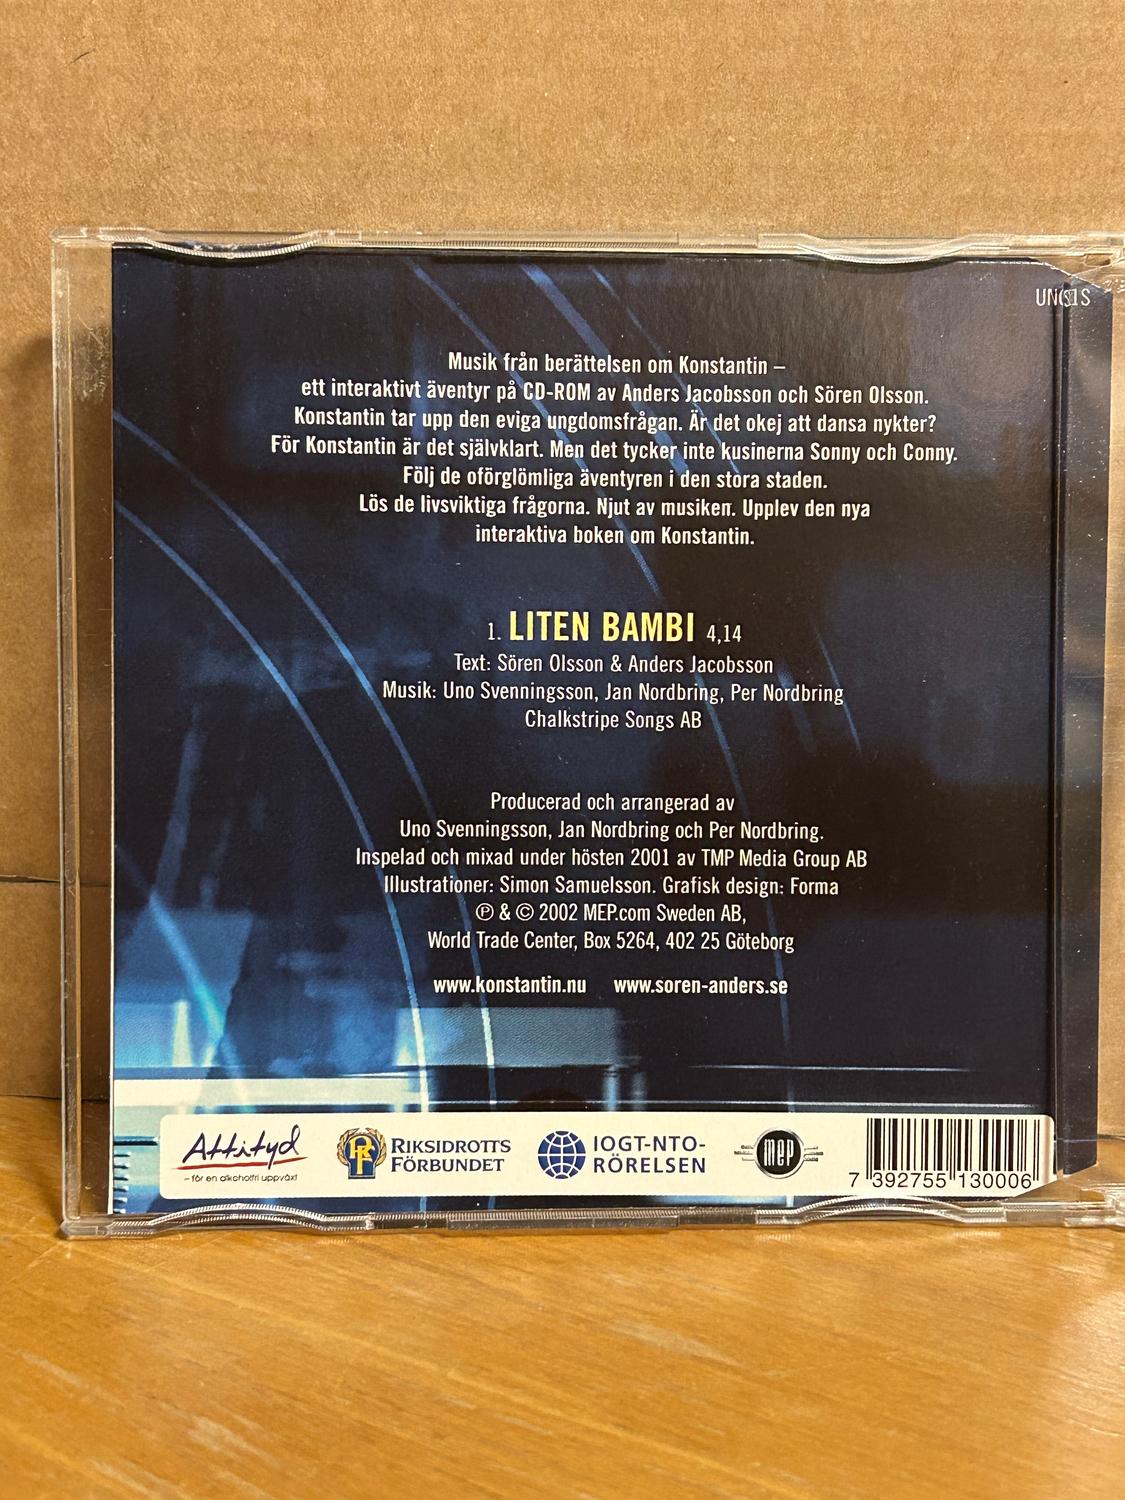 Musik från berättelsen om Konstantin –
ett interaktivt äventyr på CD-ROM av Anders Jacobsson och Sören Olsson.
Konstantin tar upp den eviga ungdomsfrågan. Är det okej att dansa nykter?
För Konstantin är det självklart. Men det tycker inte kusinerna Sonny och Conny.
Följ de oförglömliga äventyren i den stora staden.
Lös de livsviktiga frågorna. Njut av musiken. Upplev den nya
interaktiva boken om Konstantin.
1. LITEN BAMBI 4,14
Text: Sören Olsson & Anders Jacobsson
Musik: Uno Svenningsson, Jan Nordbring, Per Nordbring
Chalkstripe Songs AB
Producerad och arrangerad av
Uno Svenningsson, Jan Nordbring och Per Nordbring.
Inspelad och mixad under hösten 2001 av TMP Media Group AB
Illustrationer: Simon Samuelsson. Grafisk design: Forma
℗ & © 2002 MEP.com Sweden AB,
World Trade Center, Box 5264, 402 25 Göteborg
www.konstantin.nu www.soren-anders.se
Attityd
– för en alkoholfri uppväxt
RIKSIDROTTS
FÖRBUNDET
IOGT-NTO-
RÖRELSEN
mep
7 392755 130006